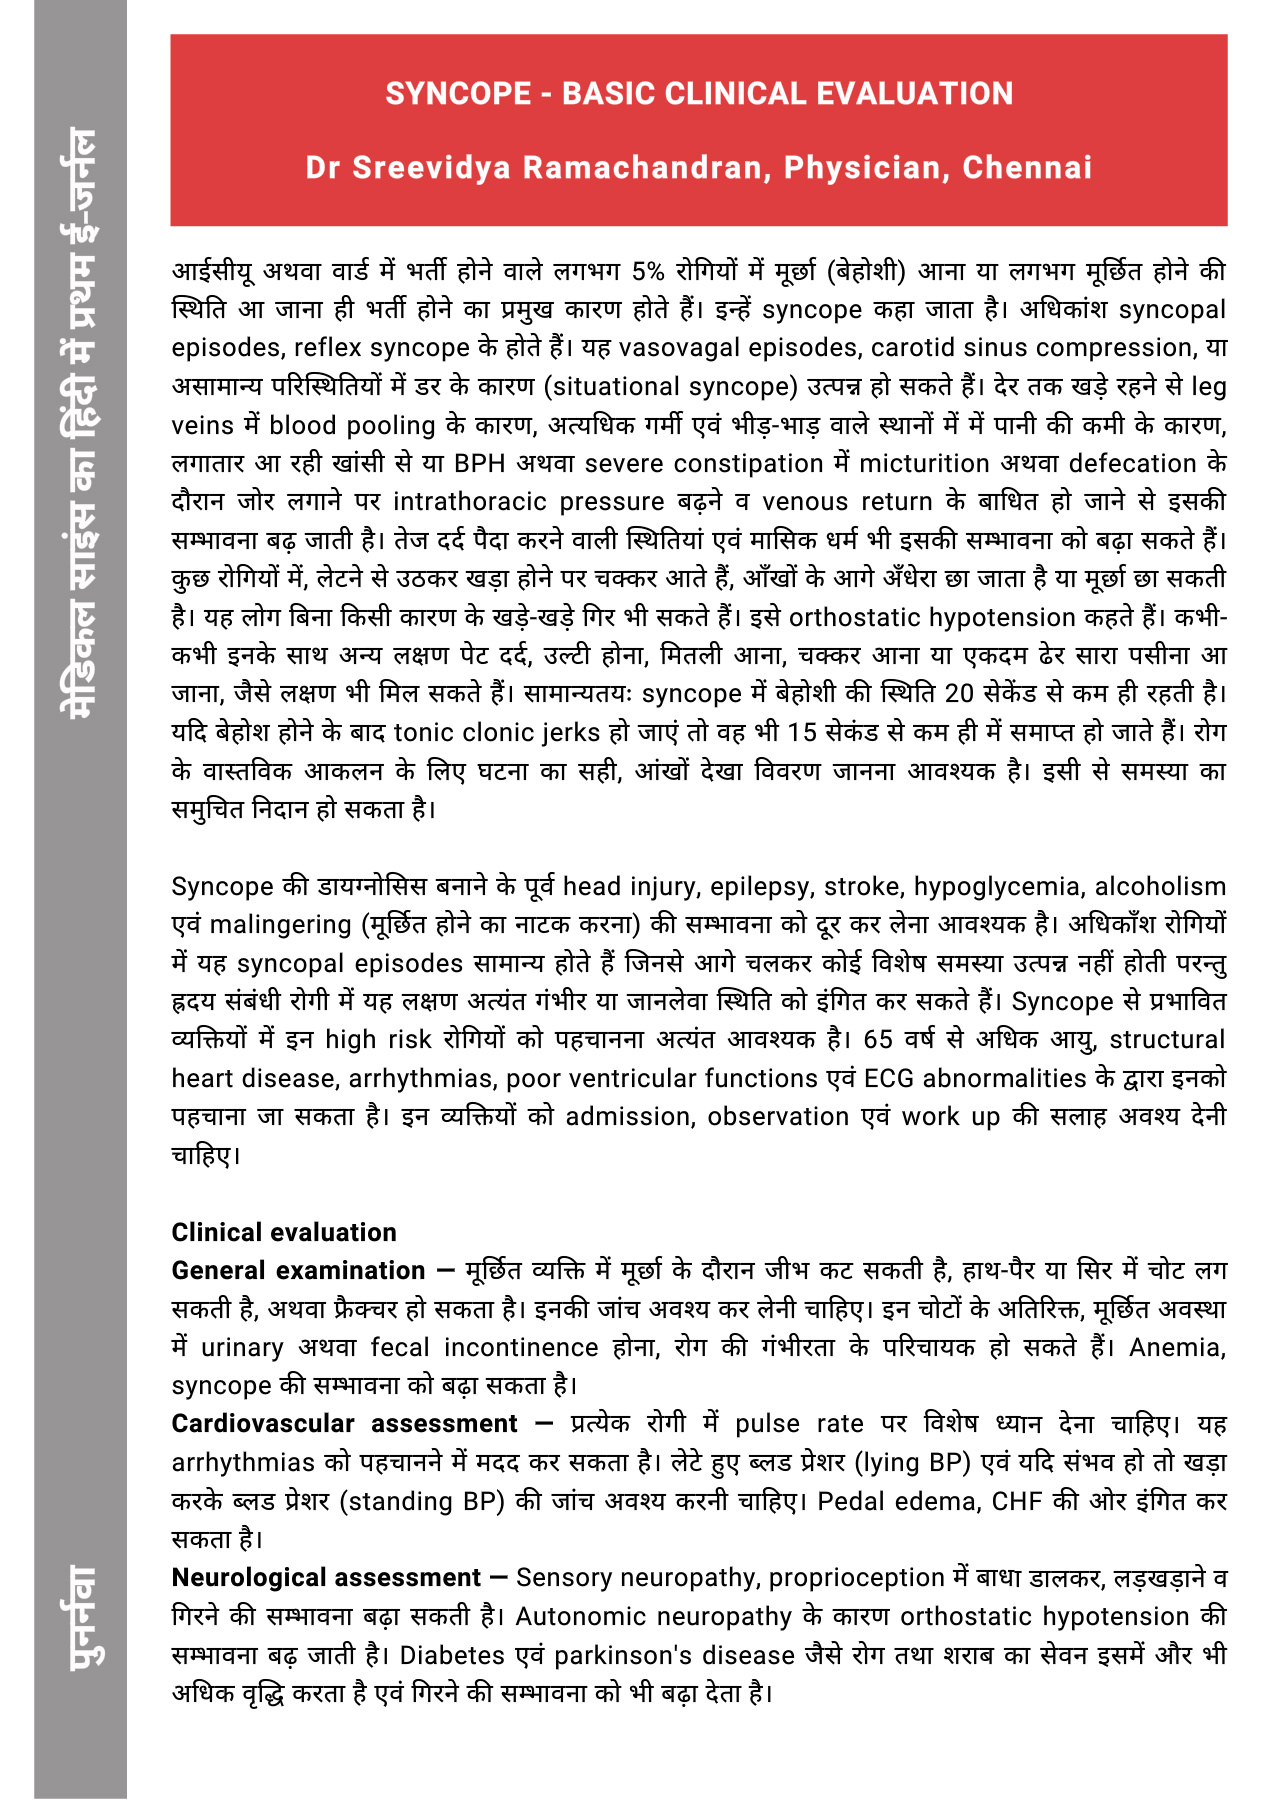 SYNCOPE - BASIC CLINICAL EVALUATION
Dr Sreevidya Ramachandran, Physician, Chennai
आईसीयू अथवा वार्ड में भर्ती होने वाले लगभग 5% रोगियों में मूर्छा (बेहोशी) आना या लगभग मूर्छित होने की
स्थिति आ जाना ही भर्ती होने का प्रमुख कारण होते हैं। इन्हें syncope कहा जाता है। अधिकांश syncopal
episodes, reflex syncope के होते हैं। यह vasovagal episodes, carotid sinus compression, या
असामान्य परिस्थितियों में डर के कारण (situational syncope) उत्पन्न हो सकते हैं। देर तक खड़े रहने से leg
veins में blood pooling के कारण, अत्यधिक गर्मी एवं भीड़-भाड़ वाले स्थानों में में पानी की कमी के कारण,
लगातार आ रही खांसी से या BPH अथवा severe constipation में micturition अथवा defecation के
दौरान जोर लगाने पर intrathoracic pressure बढ़ने व venous return के बाधित हो जाने से इसकी
सम्भावना बढ़ जाती है। तेज दर्द पैदा करने वाली स्थितियां एवं मासिक धर्म भी इसकी सम्भावना को बढ़ा सकते हैं।
कुछ रोगियों में, लेटने से उठकर खड़ा होने पर चक्कर आते हैं, आँखों के आगे अँधेरा छा जाता है या मूर्छा छा सकती
है। यह लोग बिना किसी कारण के खड़े-खड़े गिर भी सकते हैं। इसे orthostatic hypotension कहते हैं। कभी-
कभी इनके साथ अन्य लक्षण पेट दर्द, उल्टी होना, मितली आना, चक्कर आना या एकदम ढेर सारा पसीना आ
जाना, जैसे लक्षण भी मिल सकते हैं। सामान्यतयः syncope में बेहोशी की स्थिति 20 सेकेंड से कम ही रहती है।
यदि बेहोश होने के बाद tonic clonic jerks हो जाएं तो वह भी 15 सेकंड से कम ही में समाप्त हो जाते हैं। रोग
के वास्तविक आकलन के लिए घटना का सही, आंखों देखा विवरण जानना आवश्यक है। इसी से समस्या का
समुचित निदान हो सकता है।
Syncope की डायग्नोसिस बनाने के पूर्व head injury, epilepsy, stroke, hypoglycemia, alcoholism
एवं malingering (मूर्छित होने का नाटक करना) की सम्भावना को दूर कर लेना आवश्यक है। अधिकाँश रोगियों
में यह syncopal episodes सामान्य होते हैं जिनसे आगे चलकर कोई विशेष समस्या उत्पन्न नहीं होती परन्तु
ह्रदय संबंधी रोगी में यह लक्षण अत्यंत गंभीर या जानलेवा स्थिति को इंगित कर सकते हैं। Syncope से प्रभावित
व्यक्तियों में इन high risk रोगियों को पहचानना अत्यंत आवश्यक है। 65 वर्ष से अधिक आयु, structural
heart disease, arrhythmias, poor ventricular functions एवं ECG abnormalities के द्वारा इनको
पहचाना जा सकता है। इन व्यक्तियों को admission, observation एवं work up की सलाह अवश्य देनी
चाहिए।
Clinical evaluation
General examination — मूर्छित व्यक्ति में मूर्छा के दौरान जीभ कट सकती है, हाथ-पैर या सिर में चोट लग
सकती है, अथवा फ्रैक्चर हो सकता है। इनकी जांच अवश्य कर लेनी चाहिए। इन चोटों के अतिरिक्त, मूर्छित अवस्था
में urinary अथवा fecal incontinence होना, रोग की गंभीरता के परिचायक हो सकते हैं। Anemia,
syncope की सम्भावना को बढ़ा सकता है।
Cardiovascular assessment — प्रत्येक रोगी में pulse rate पर विशेष ध्यान देना चाहिए। यह
arrhythmias को पहचानने में मदद कर सकता है। लेटे हुए ब्लड प्रेशर (lying BP) एवं यदि संभव हो तो खड़ा
करके ब्लड प्रेशर (standing BP) की जांच अवश्य करनी चाहिए। Pedal edema, CHF की ओर इंगित कर
सकता है।
Neurological assessment — Sensory neuropathy, proprioception में बाधा डालकर, लड़खड़ाने व
गिरने की सम्भावना बढ़ा सकती है। Autonomic neuropathy के कारण orthostatic hypotension की
सम्भावना बढ़ जाती है। Diabetes एवं parkinson's disease जैसे रोग तथा शराब का सेवन इसमें और भी
अधिक वृद्धि करता है एवं गिरने की सम्भावना को भी बढ़ा देता है।
मेडिकल साइंस का हिंदी में प्रथम ई-जर्नल
पुनर्नवा